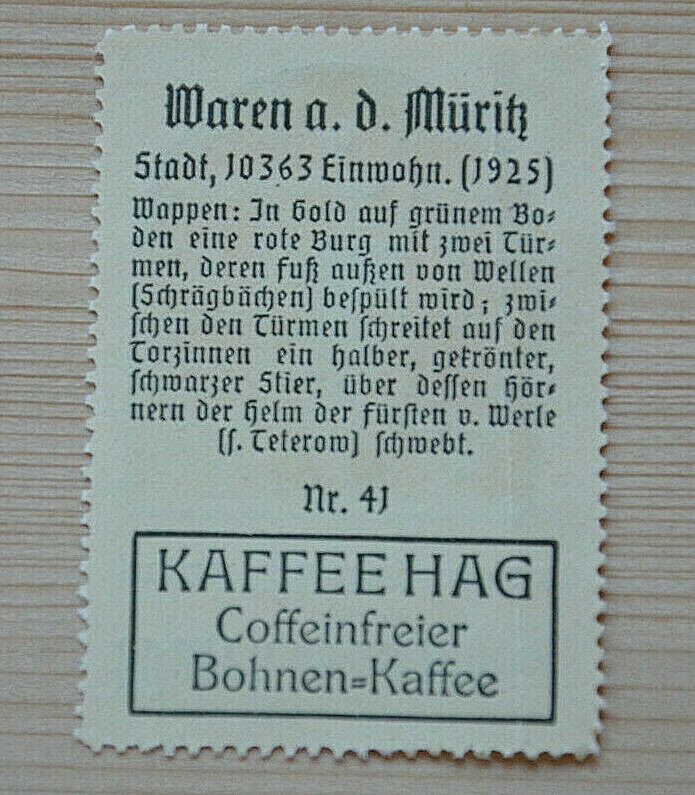 Waren a. d. Müritz
Stadt, 10363 Einwohn. (1925)
Wappen: In Gold auf grünem Bo-
den eine rote Burg mit zwei Tür-
men, deren Fuß außen von Wellen
(Schrägbächen) bespült wird; zwi-
schen den Türmen schreitet auf den
Torzinnen ein halber, gekrönter,
schwarzer Stier, über dessen Hör-
nern der Helm der Fürsten v. Werle
(s. Teterow) schwebt.
Nr. 41
KAFFEE HAG
Coffeinfreier
Bohnen=Kaffee